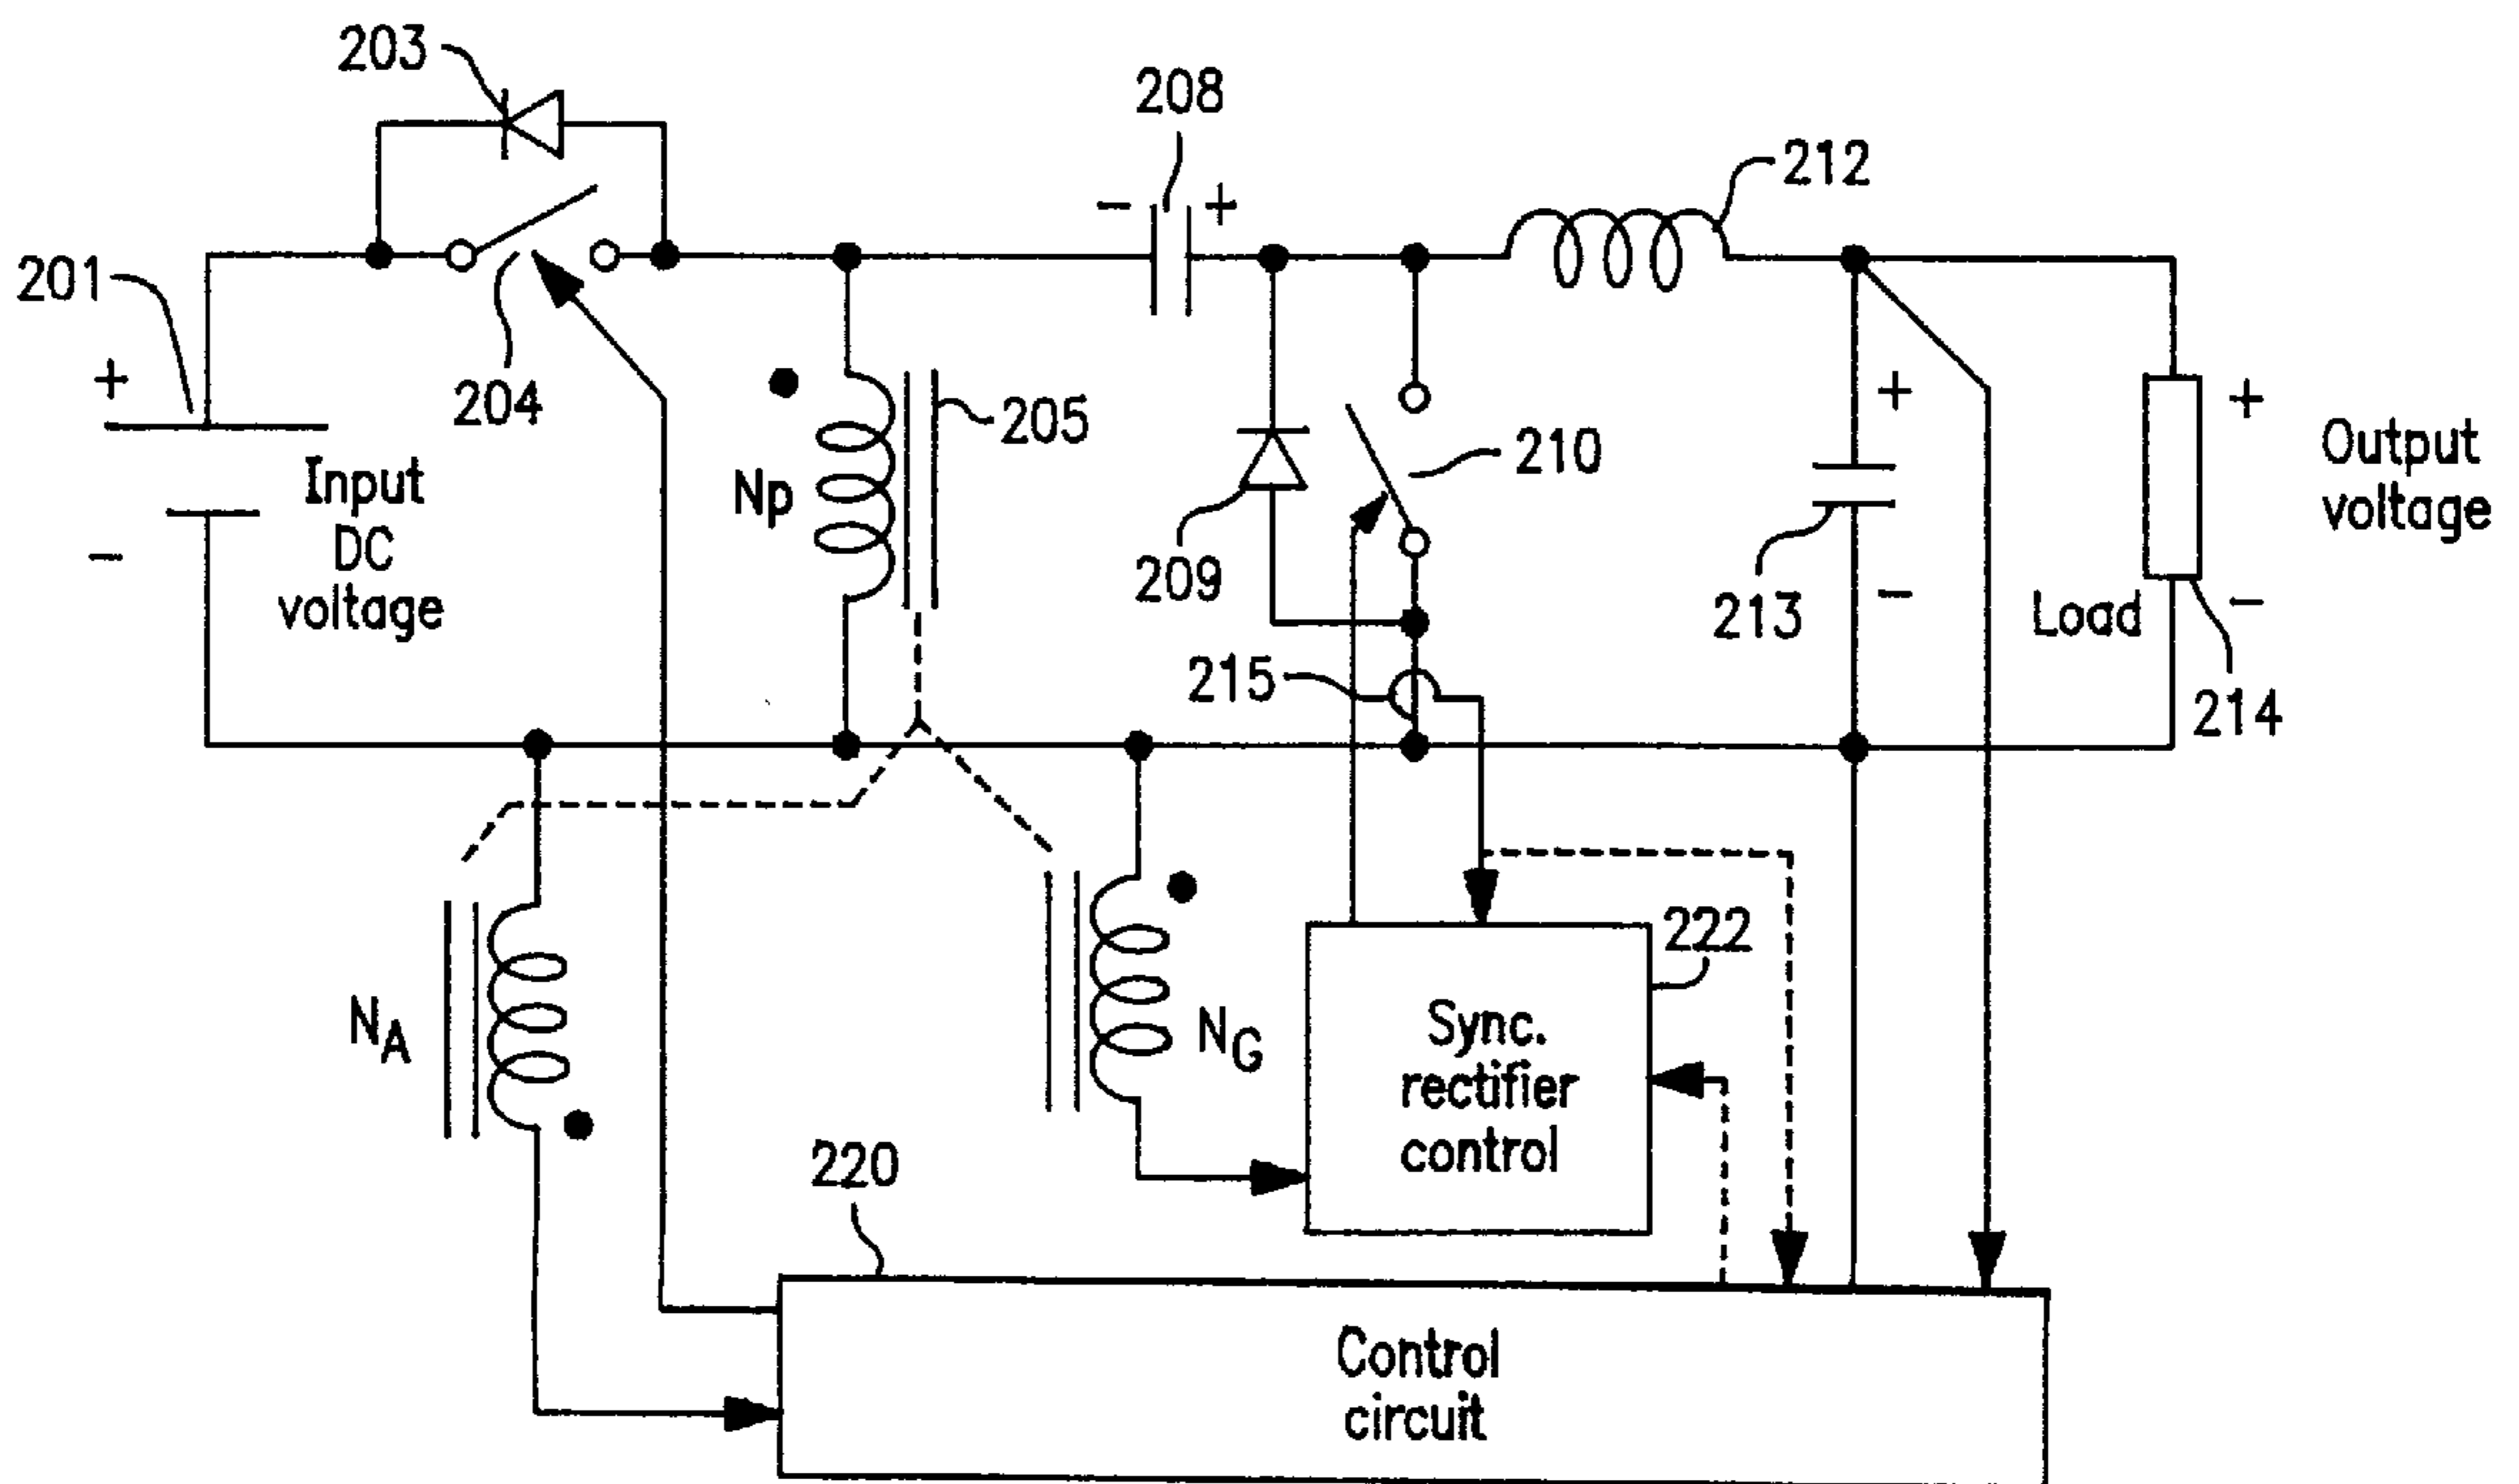 203
208
212
201
- +
+
204
205
Np
Input
DC
voltage
-
209
210
+
213
-
Load
+
-
Output
voltage
215
214
NA
NG
222
Sync.
rectifier
control
220
Control
circuit